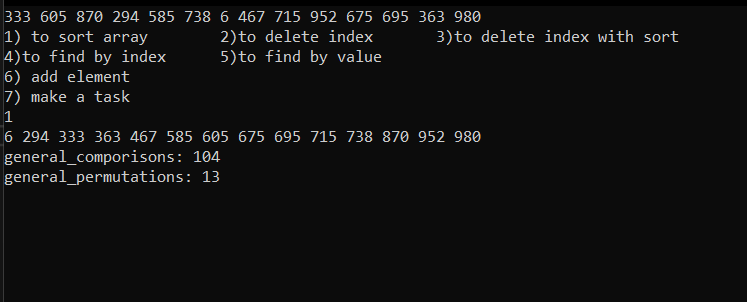 333 605 870 294 585 738 6 467 715 952 675 695 363 980
1) to sort array 2)to delete index 3)to delete index with sort
4)to find by index 5)to find by value
6) add element
7) make a task
1
6 294 333 363 467 585 605 675 695 715 738 870 952 980
general_comporisons: 104
general_permutations: 13